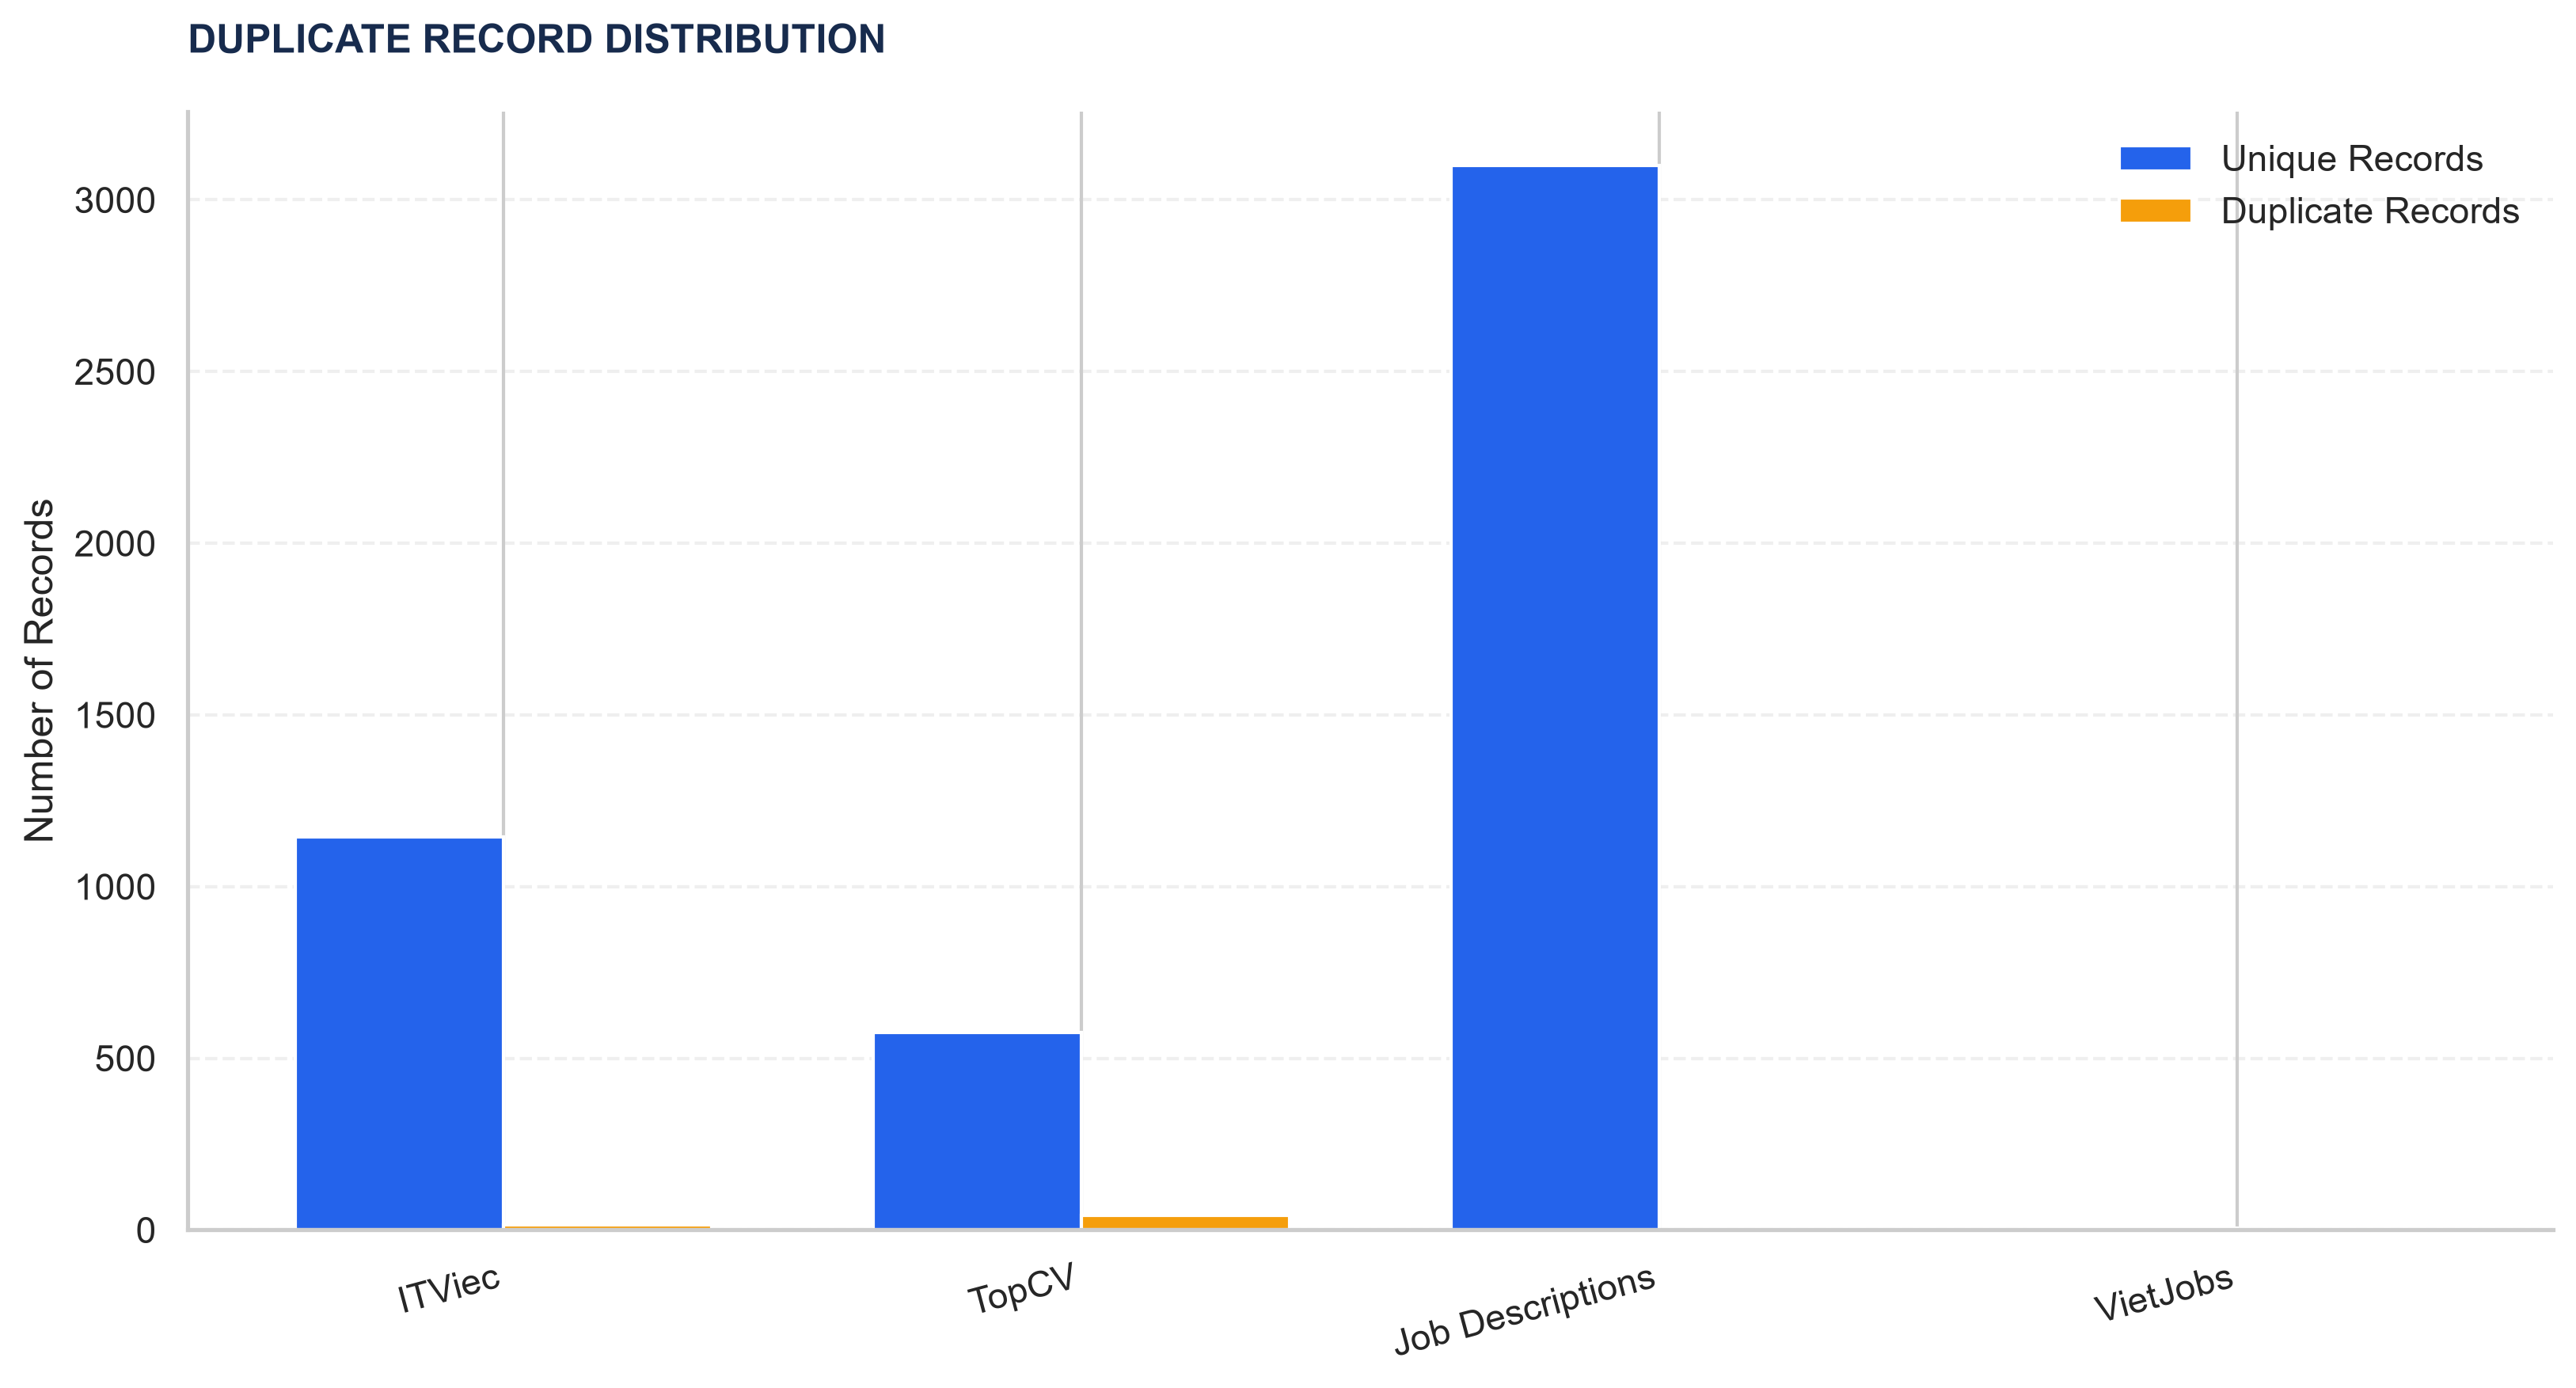 DUPLICATE RECORD DISTRIBUTION
Unique Records
Duplicate Records
Number of Records
3000
2500
2000
1500
1000
500
0
ITViec
TopCV
Job Descriptions
VietJobs